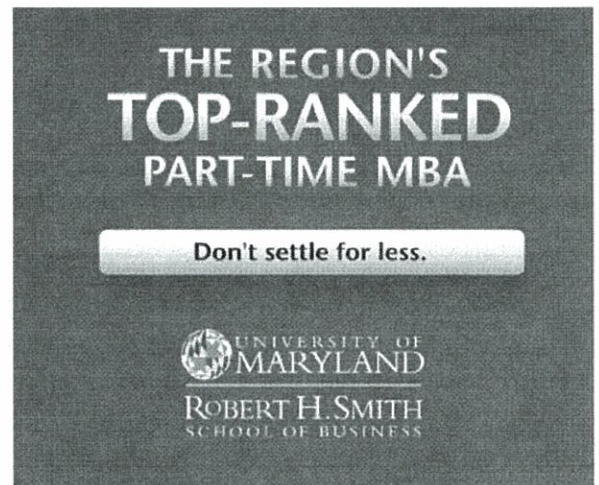 THE REGION'S
TOP-RANKED
PART-TIME MBA
Don't settle for less.
UNIVERSITY OF
MARYLAND
ROBERT H. SMITH
SCHOOL OF BUSINESS